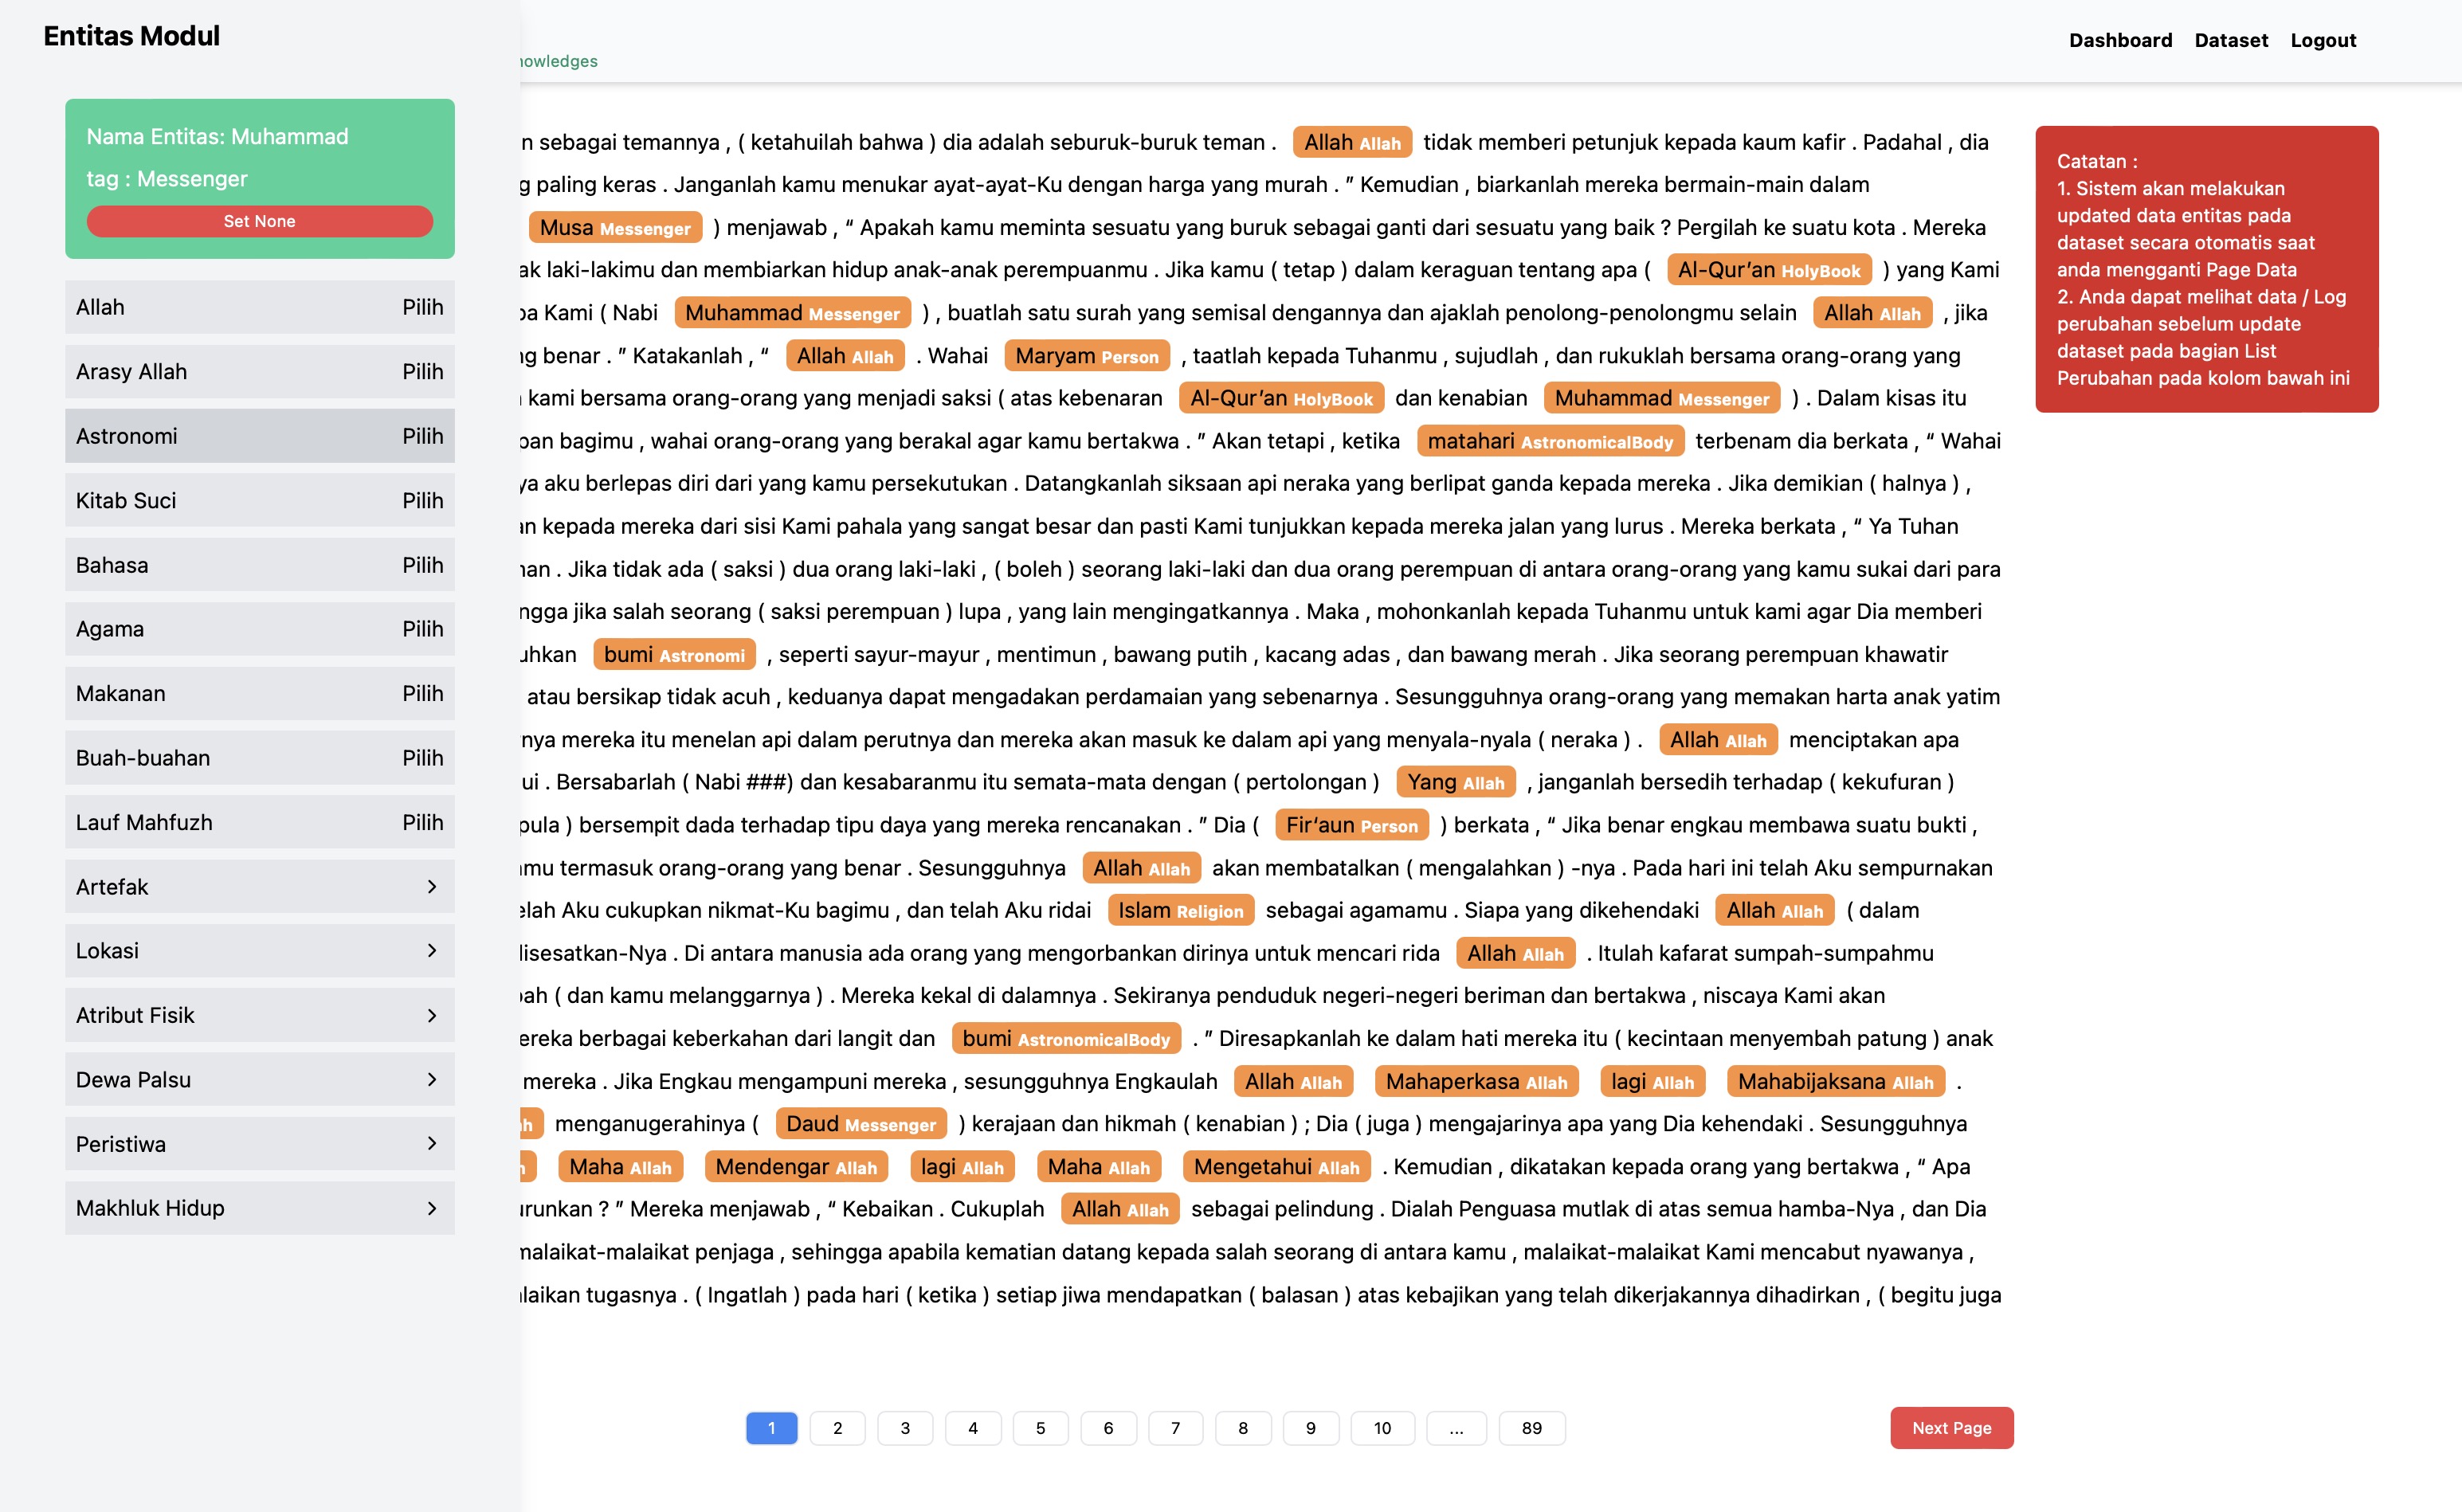 Entitas Modul
Dashboard Dataset Logout
Nama Entitas: Muhammad
tag : Messenger
Set None
Allah Pilih
Arasy Allah Pilih
Astronomi Pilih
Kitab Suci Pilih
Bahasa Pilih
Agama Pilih
Makanan Pilih
Buah-buahan Pilih
Lauf Mahfuzh Pilih
Artefak
Lokasi
Atribut Fisik
Dewa Palsu
Peristiwa
Makhluk Hidup
sebagai temannya , ( ketahuilah bahwa ) dia adalah seburuk-buruk teman . Allah Allah tidak memberi petunjuk kepada kaum kafir . Padahal , dia
paling keras . Janganlah kamu menukar ayat-ayat-Ku dengan harga yang murah . ” Kemudian , biarkanlah mereka bermain-main dalam
Musa Messenger ) menjawab , “ Apakah kamu meminta sesuatu yang buruk sebagai ganti dari sesuatu yang baik ? Pergilah ke suatu kota . Mereka
laki-lakimu dan membiarkan hidup anak-anak perempuanmu . Jika kamu ( tetap ) dalam keraguan tentang apa ( Al-Qur’an HolyBook ) yang Kami
Kami ( Nabi Muhammad Messenger ) , buatlah satu surah yang semisal dengannya dan ajaklah penolong-penolongmu selain Allah Allah , jika
benar . ” Katakanlah , “ Allah Allah . Wahai Maryam Person , taatlah kepada Tuhanmu , sujudlah , dan rukuklah bersama orang-orang yang
kami bersama orang-orang yang menjadi saksi ( atas kebenaran Al-Qur’an HolyBook dan kenabian Muhammad Messenger ) . Dalam kisas itu
bagimu , wahai orang-orang yang berakal agar kamu bertakwa . ” Akan tetapi , ketika matahari AstronomicalBody terbenam dia berkata , “ Wahai
aku berlepas diri dari yang kamu persekutukan . Datangkanlah siksaan api neraka yang berlipat ganda kepada mereka . Jika demikian ( halnya ) ,
kepada mereka dari sisi Kami pahala yang sangat besar dan pasti Kami tunjukkan kepada mereka jalan yang lurus . Mereka berkata , “ Ya Tuhan
. Jika tidak ada ( saksi ) dua orang laki-laki , ( boleh ) seorang laki-laki dan dua orang perempuan di antara orang-orang yang kamu sukai dari para
jika salah seorang ( saksi perempuan ) lupa , yang lain mengingatkannya . Maka , mohonkanlah kepada Tuhanmu untuk kami agar Dia memberi
bumi Astronomi , seperti sayur-mayur , mentimun , bawang putih , kacang adas , dan bawang merah . Jika seorang perempuan khawatir
atau bersikap tidak acuh , keduanya dapat mengadakan perdamaian yang sebenarnya . Sesungguhnya orang-orang yang memakan harta anak yatim
mereka itu menelan api dalam perutnya dan mereka akan masuk ke dalam api yang menyala-nyala ( neraka ) . Allah Allah menciptakan apa
. Bersabarlah ( Nabi ###) dan kesabaranmu itu semata-mata dengan ( pertolongan ) Yang Allah , janganlah bersedih terhadap ( kekufuran )
) bersempit dada terhadap tipu daya yang mereka rencanakan . ” Dia ( Fir‘aun Person ) berkata , “ Jika benar engkau membawa suatu bukti ,
termasuk orang-orang yang benar . Sesungguhnya Allah Allah akan membatalkan ( mengalahkan ) -nya . Pada hari ini telah Aku sempurnakan
Aku cukupkan nikmat-Ku bagimu , dan telah Aku ridai Islam Religion sebagai agamamu . Siapa yang dikehendaki Allah Allah ( dalam
. Di antara manusia ada orang yang mengorbankan dirinya untuk mencari rida Allah Allah . Itulah kafarat sumpah-sumpahmu
( dan kamu melanggarnya ) . Mereka kekal di dalamnya . Sekiranya penduduk negeri-negeri beriman dan bertakwa , niscaya Kami akan
berbagai keberkahan dari langit dan bumi AstronomicalBody . ” Diresapkanlah ke dalam hati mereka itu ( kecintaan menyembah patung ) anak
mereka . Jika Engkau mengampuni mereka , sesungguhnya Engkaulah Allah Allah Mahaperkasa Allah lagi Allah Mahabijaksana Allah .
menganugerahinya ( Daud Messenger ) kerajaan dan hikmah ( kenabian ) ; Dia ( juga ) mengajarinya apa yang Dia kehendaki . Sesungguhnya
Maha Allah Mendengar Allah lagi Allah Maha Allah Mengetahui Allah . Kemudian , dikatakan kepada orang yang bertakwa , “ Apa
? ” Mereka menjawab , “ Kebaikan . Cukuplah Allah Allah sebagai pelindung . Dialah Penguasa mutlak di atas semua hamba-Nya , dan Dia
malaikat-malaikat penjaga , sehingga apabila kematian datang kepada salah seorang di antara kamu , malaikat-malaikat Kami mencabut nyawanya ,
tugasnya . ( Ingatlah ) pada hari ( ketika ) setiap jiwa mendapatkan ( balasan ) atas kebajikan yang telah dikerjakannya dihadirkan , ( begitu juga
Catatan :
1. Sistem akan melakukan
updated data entitas pada
dataset secara otomatis saat
anda mengganti Page Data
2. Anda dapat melihat data / Log
perubahan sebelum update
dataset pada bagian List
Perubahan pada kolom bawah ini
1 2 3 4 5 6 7 8 9 10 ... 89
Next Page